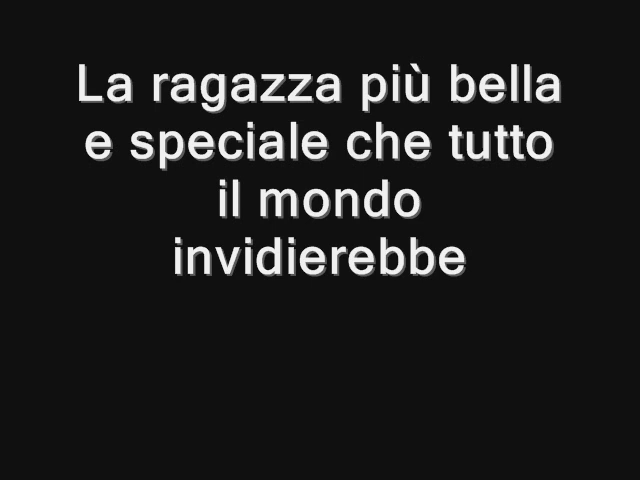 La ragazza più bella
e speciale che tutto
il mondo
invidierebbe